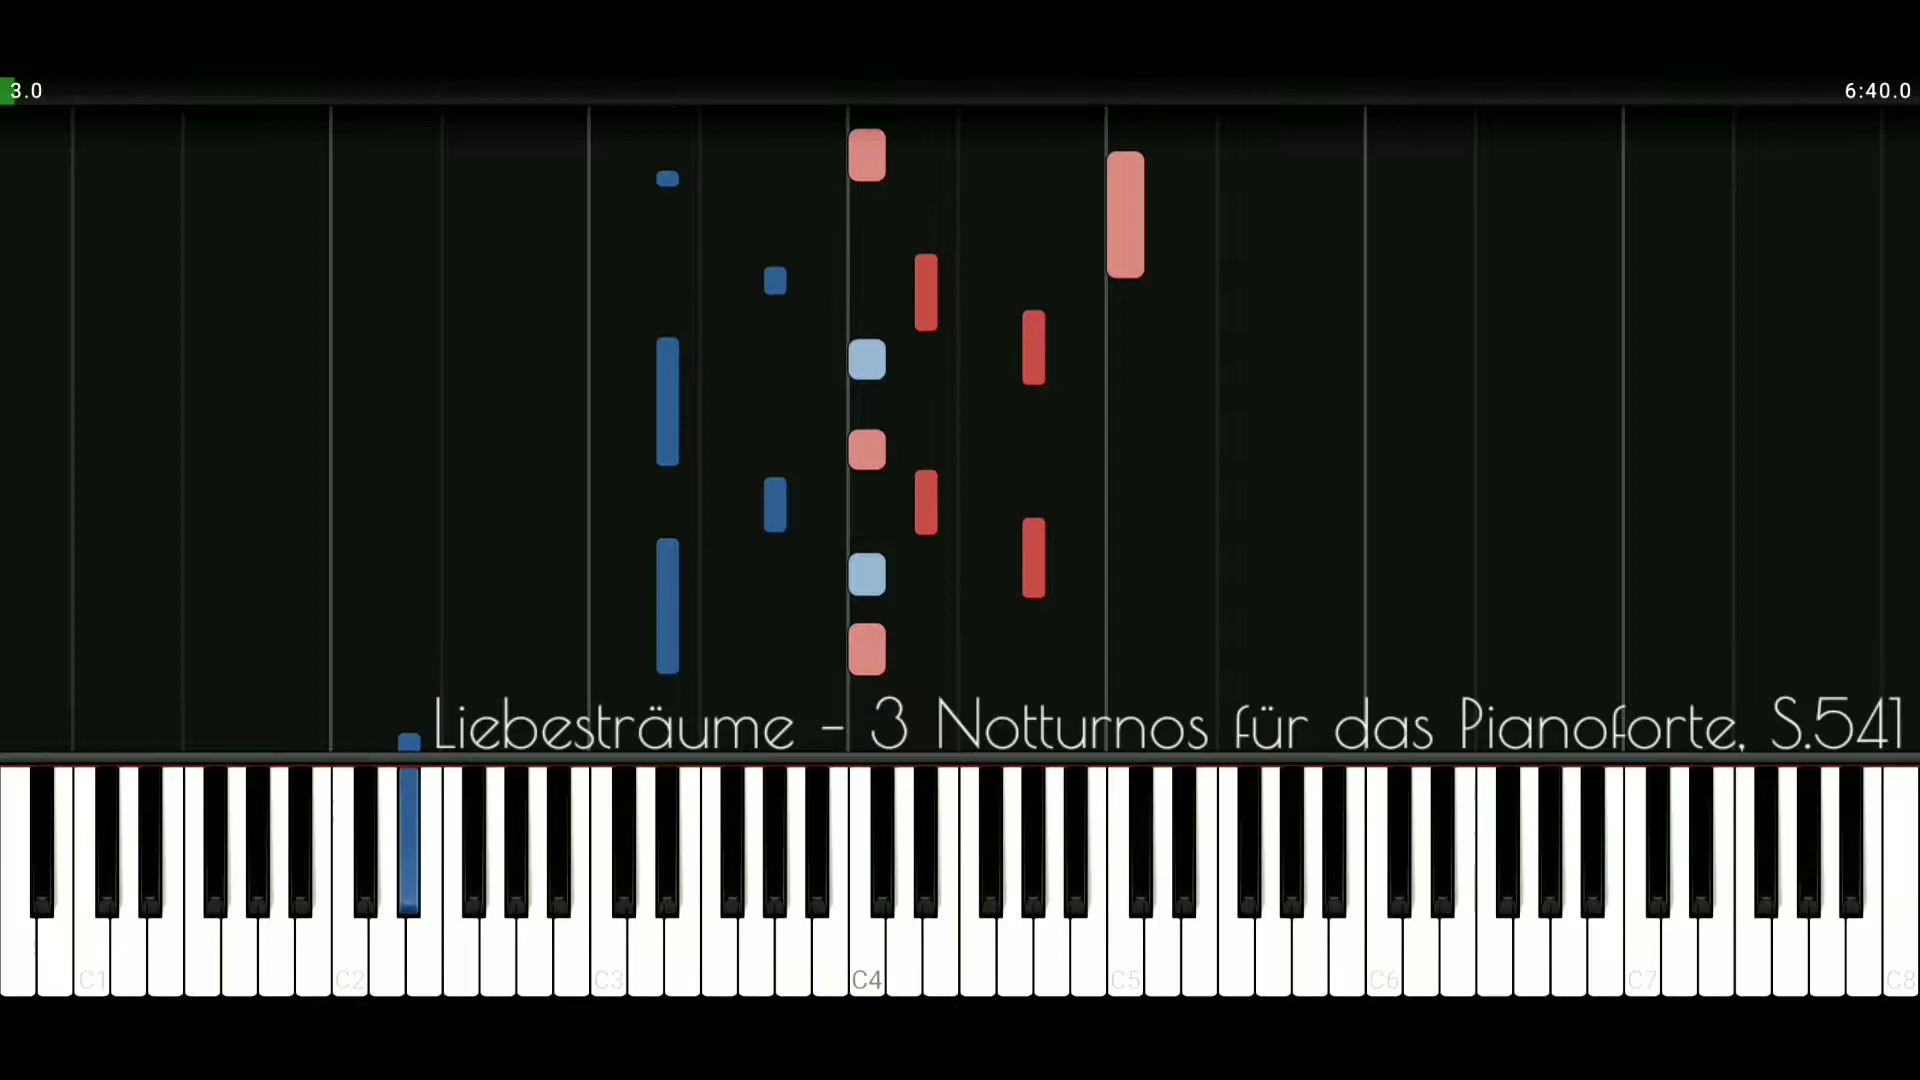 3.0 6:40.0
Liebesträume – 3 Notturnos für das Pianoforte, S.541
C1 C2 C3 C4 C5 C6 C7 C8